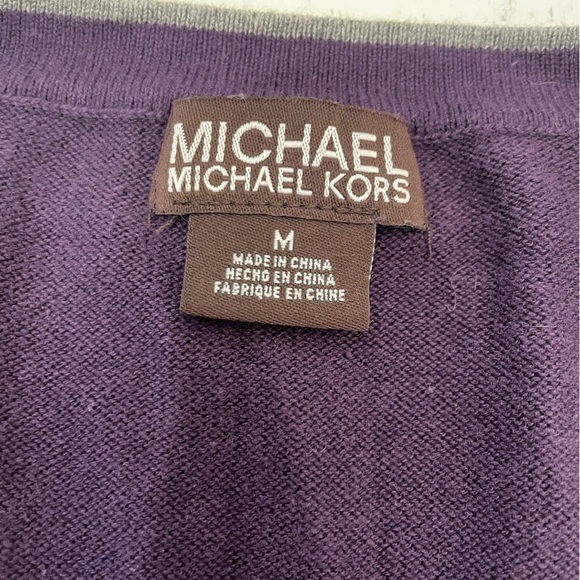 MICHAEL
MICHAEL KORS
M
MADE IN CHINA
HECHO EN CHINA
FABRIQUE EN CHINE